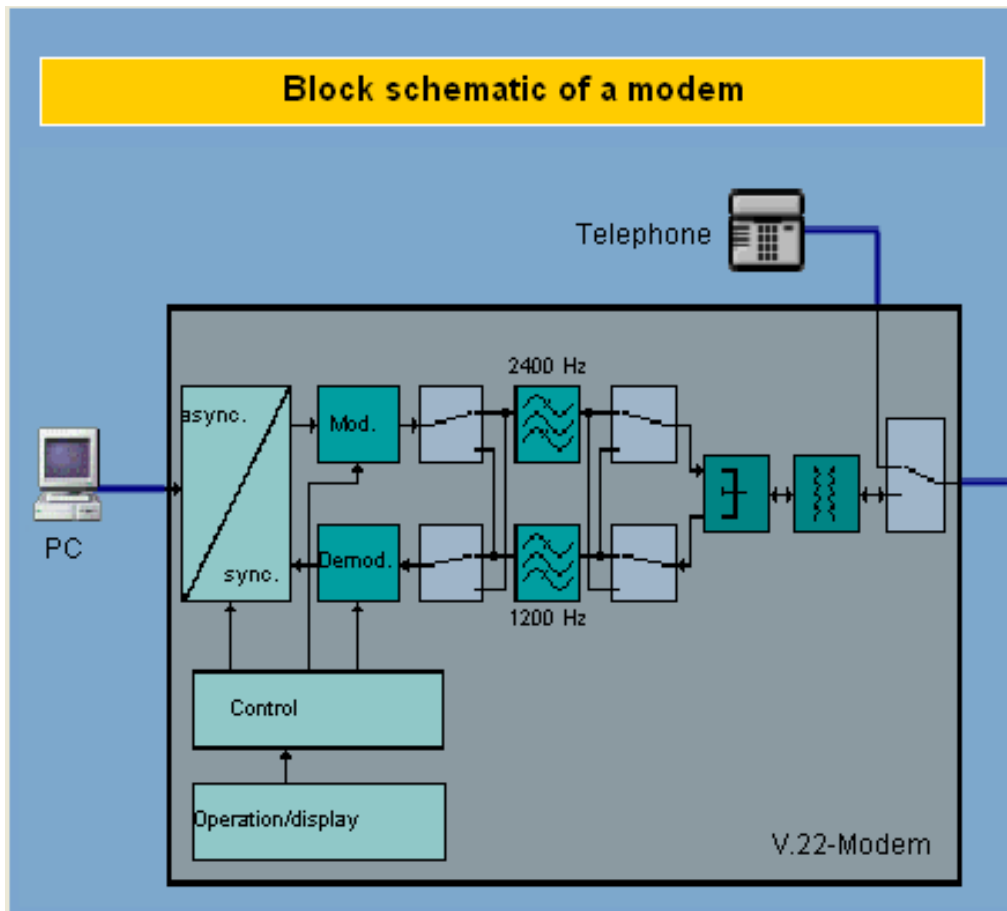 Block schematic of a modem
Telephone
2400 Hz
async.
Mod.
PC
sync.
Demod.
1200 Hz
Control
Operation/display
V.22-Modem